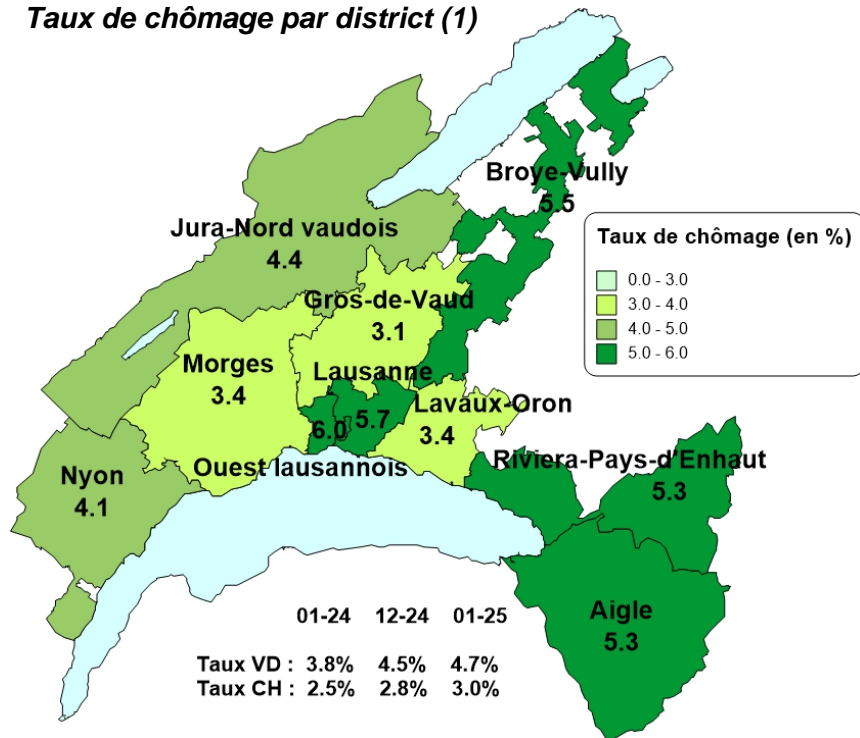 Taux de chômage par district (1)
Broye-Vully
5.5
Jura-Nord vaudois
4.4
Taux de chômage (en %)
0.0 - 3.0
3.0 - 4.0
4.0 - 5.0
5.0 - 6.0
Gros-de-Vaud
3.1
Morges
3.4
Lausanne
5.7
6.0
Lavaux-Oron
3.4
Ouest lausannois
Riviera-Pays-d'Enhaut
5.3
Nyon
4.1
Aigle
5.3
01-24 12-24 01-25
Taux VD : 3.8% 4.5% 4.7%
Taux CH : 2.5% 2.8% 3.0%